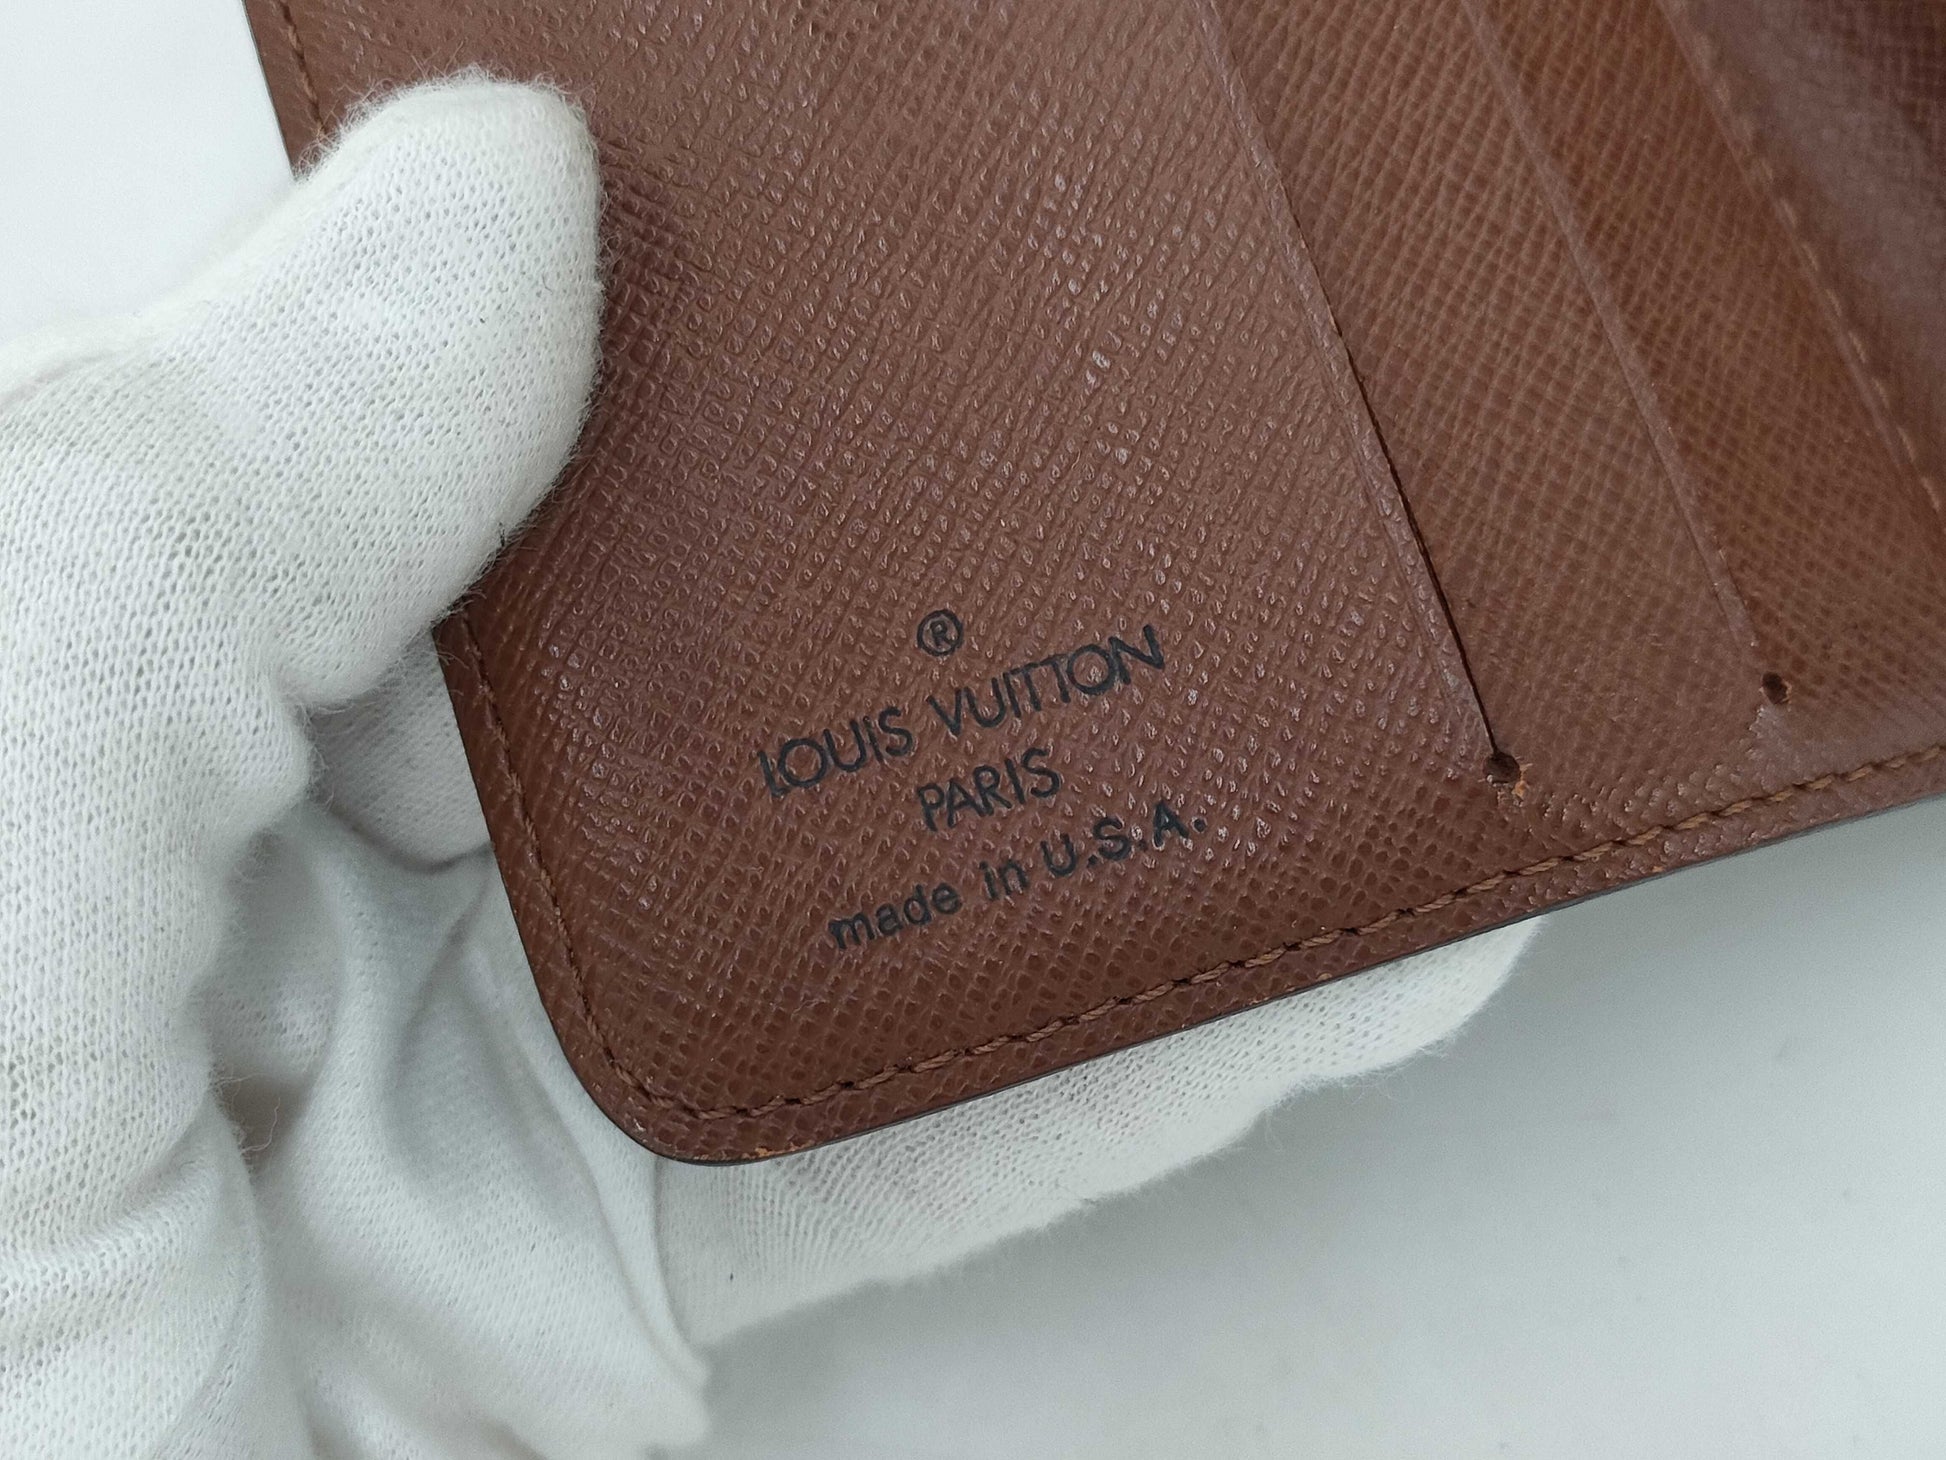 ®
LOUIS VUITTON
PARIS
made in U.S.A.